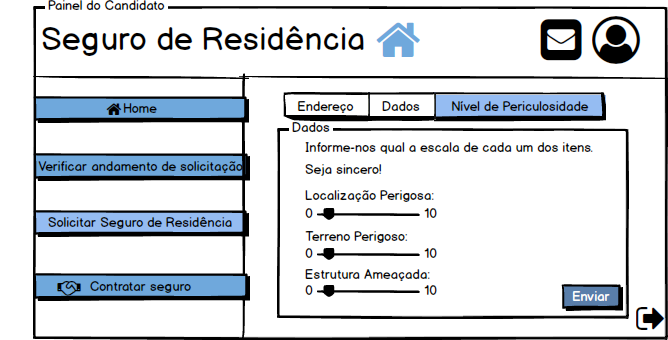 Painel do Candidato
Seguro de Residência
Home
Verificar andamento de solicitação
Solicitar Seguro de Residência
Contratar seguro
Endereço Dados Nível de Periculosidade
Dados
Informe-nos qual a escala de cada um dos itens.
Seja sincero!
Localização Perigosa:
0 10
Terreno Perigoso:
0 10
Estrutura Ameaçada:
0 10
Enviar